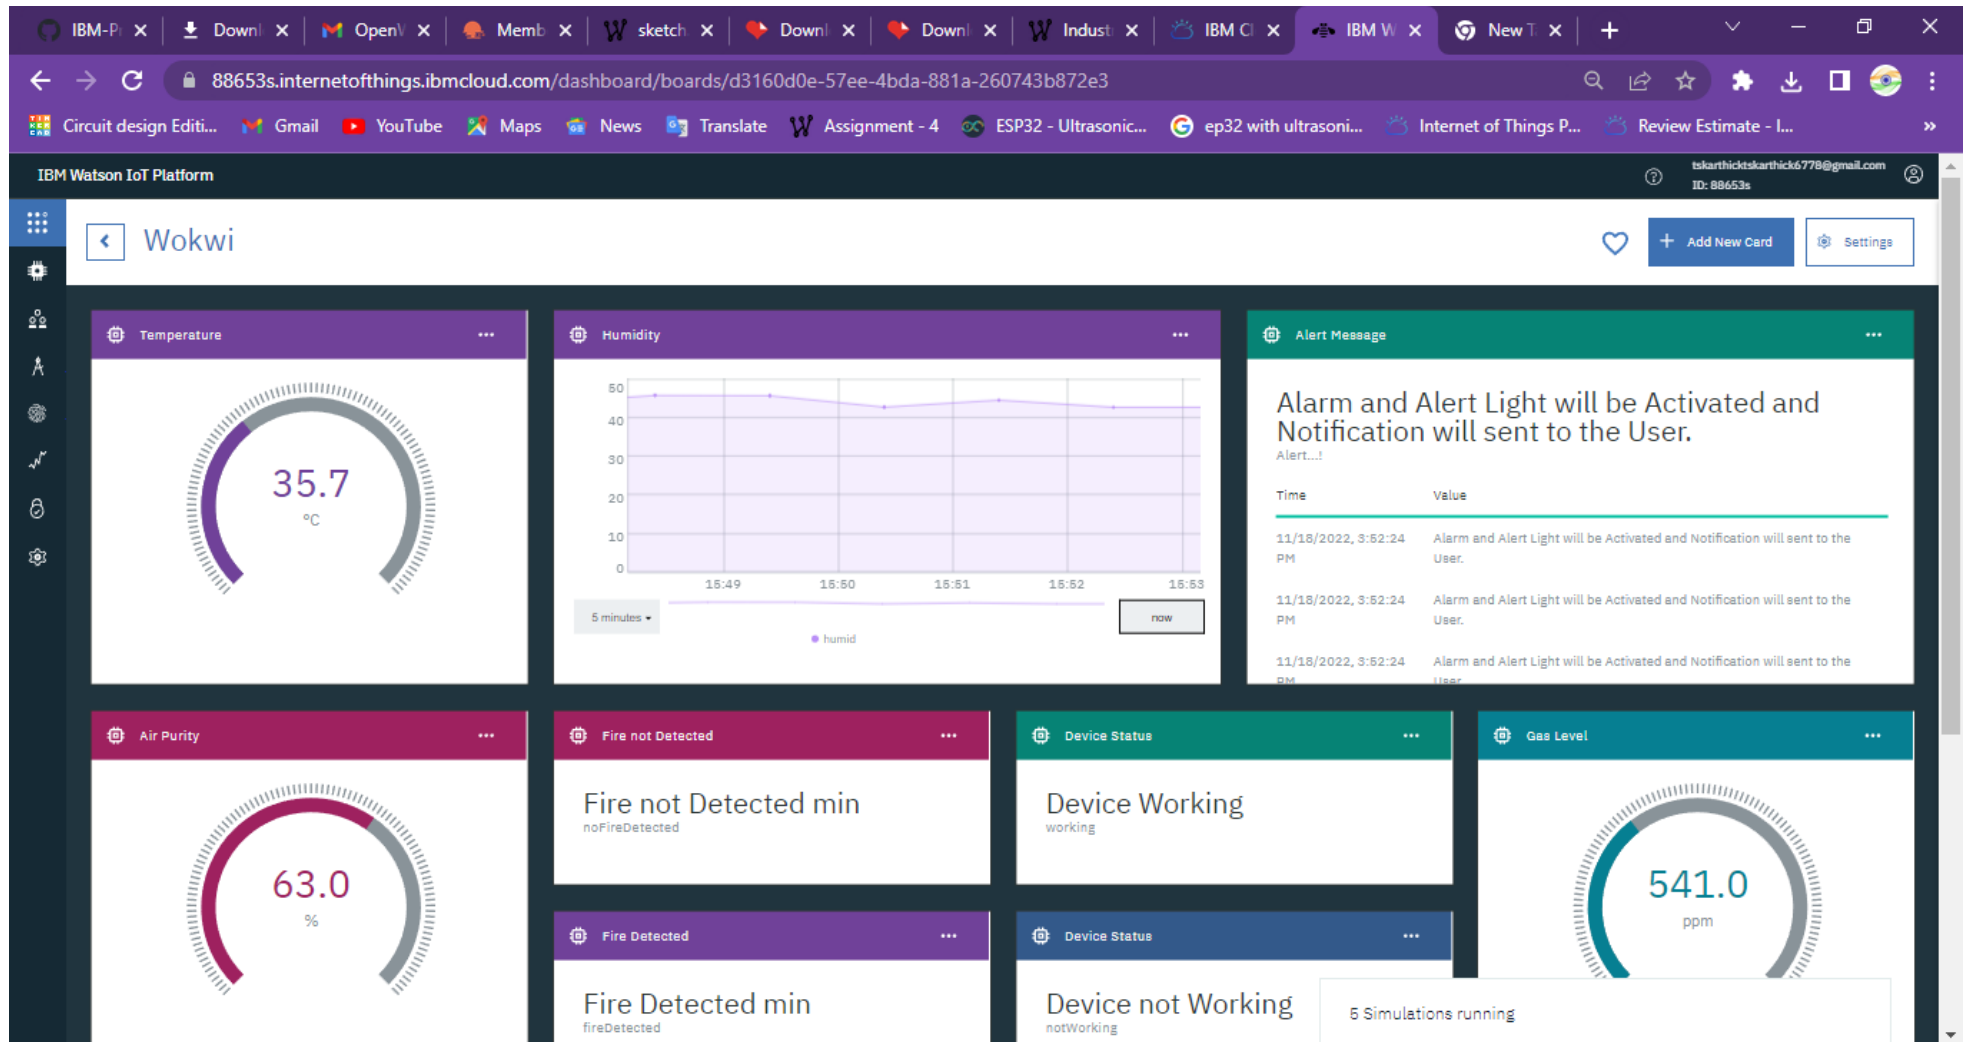 IBM-P
Downl
OpenV
Memb
sketch.
Downl
Downl
Industr
IBM Cl
IBM W
New T
88653s.internetofthings.ibmcloud.com/dashboard/boards/d3160d0e-57ee-4bda-881a-260743b872e3
Circuit design Editi... Gmail YouTube Maps News Translate Assignment - 4 ESP32 - Ultrasonic... ep32 with ultrasoni... Internet of Things P... Review Estimate - I... »
IBM Watson IoT Platform
tskarthicktskarthick6778@gmail.com
ID: 88653s
Wokwi
+ Add New Card
Settings
Temperature
35.7
°C
Humidity
50
40
30
20
10
0
15:49 15:50 15:51 15:52 15:53
5 minutes
now
humid
Alert Message
Alarm and Alert Light will be Activated and
Notification will sent to the User.
Alert...!
Time Value
11/18/2022, 3:52:24 Alarm and Alert Light will be Activated and Notification will sent to the
PM User.
11/18/2022, 3:52:24 Alarm and Alert Light will be Activated and Notification will sent to the
PM User.
11/18/2022, 3:52:24 Alarm and Alert Light will be Activated and Notification will sent to the
PM User
Air Purity
63.0
%
Fire not Detected
Fire not Detected min
noFireDetected
Device Status
Device Working
working
Gas Level
541.0
ppm
Fire Detected
Fire Detected min
fireDetected
Device Status
Device not Working
notWorking
5 Simulations running